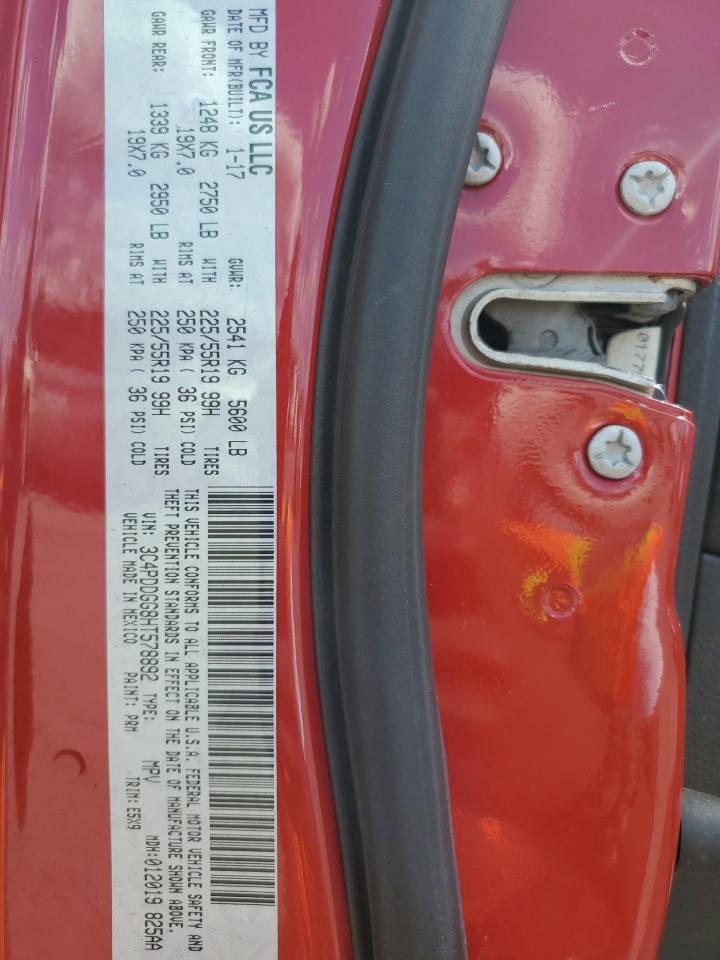 MFD BY FCA US LLC
DATE OF MFR(BUILT): 1-17 GVWR: 2541 KG 5600 LB
GAWR FRONT: 1248 KG 2750 LB WITH 225/55R19 99H TIRES
19X7.0 RIMS AT 250 KPA ( 36 PSI) COLD
GAWR REAR: 1339 KG 2950 LB WITH 225/55R19 99H TIRES
19X7.0 RIMS AT 250 KPA ( 36 PSI) COLD
THIS VEHICLE CONFORMS TO ALL APPLICABLE U.S.A. FEDERAL MOTOR VEHICLE SAFETY AND
THEFT PREVENTION STANDARDS IN EFFECT ON THE DATE OF MANUFACTURE SHOWN ABOVE.
VIN: 3C4PDDGG8HT578892 TYPE: MPV MDH:012019 825AA
VEHICLE MADE IN MEXICO PAINT: PRM TRIM: E5X9